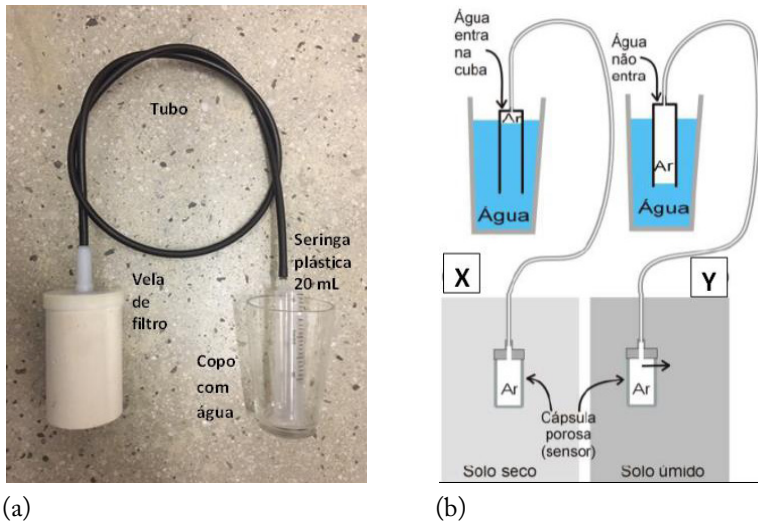 Tubo
Seringa
plástica
20 mL
Vela
de
filtro
Copo
com
água
(a)
Água
entra
na
cuba
Água
não
entra
Ar
Ar
Água
Água
X
Y
Ar
Ar
Cápsula
porosa
(sensor)
Solo seco
Solo úmido
(b)